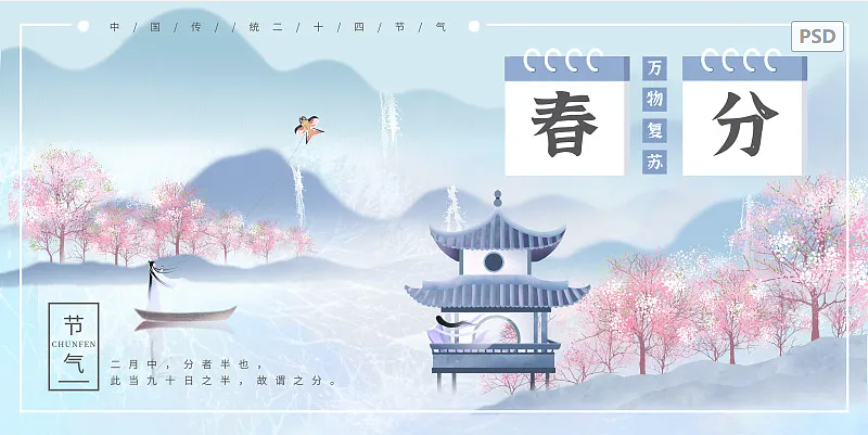 中/国/传/统/二/十/四/节/气
PSD
春
分
万
物
复
苏
节
CHUNFEN
气
二月中，分者半也，
此当九十日之半，故谓之分。